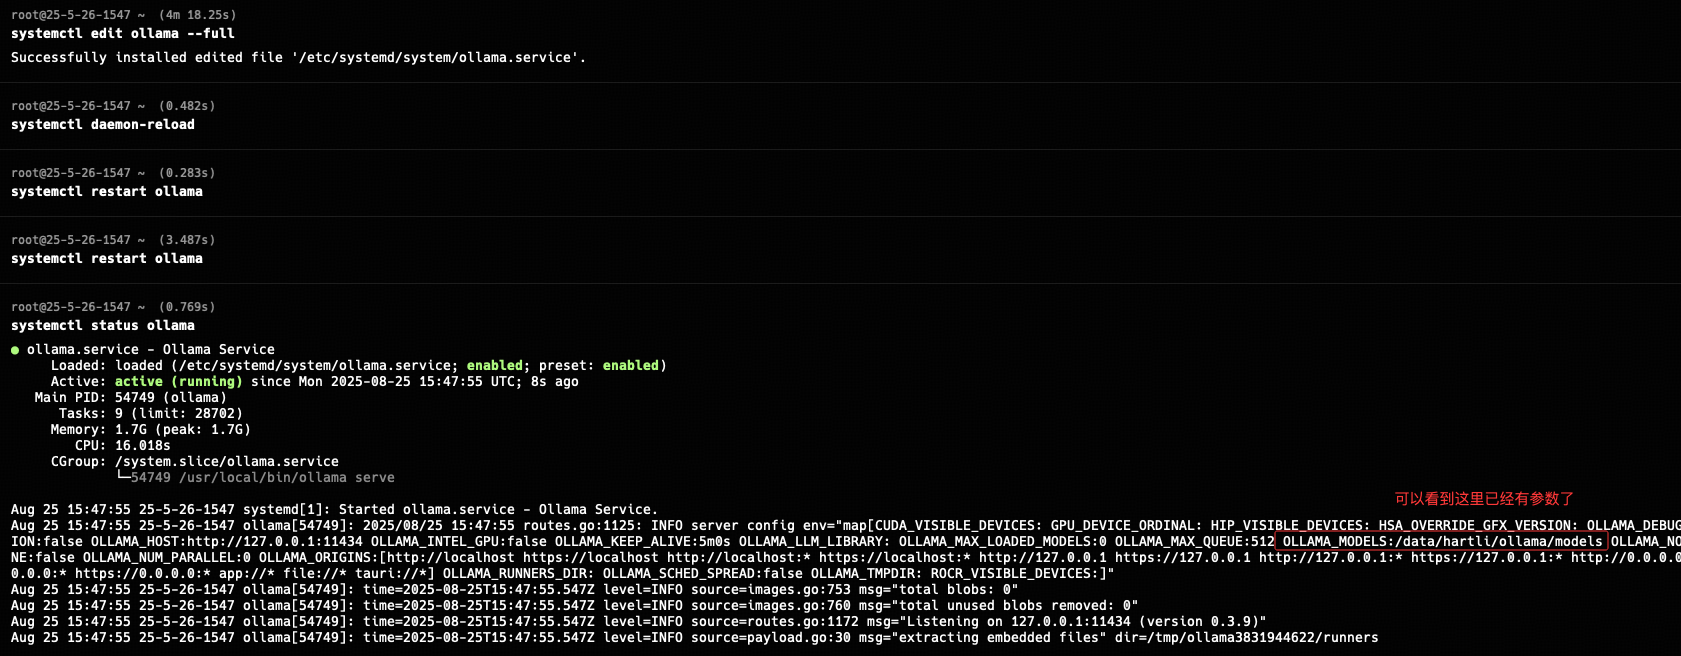 root@25-5-26-1547 ~ (4m 18.25s)
systemctl edit ollama --full
Successfully installed edited file '/etc/systemd/system/ollama.service'.
root@25-5-26-1547 ~ (0.482s)
systemctl daemon-reload
root@25-5-26-1547 ~ (0.283s)
systemctl restart ollama
root@25-5-26-1547 ~ (3.487s)
systemctl restart ollama
root@25-5-26-1547 ~ (0.769s)
systemctl status ollama
● ollama.service - Ollama Service
Loaded: loaded (/etc/systemd/system/ollama.service; enabled; preset: enabled)
Active: active (running) since Mon 2025-08-25 15:47:55 UTC; 8s ago
Main PID: 54749 (ollama)
Tasks: 9 (limit: 28702)
Memory: 1.7G (peak: 1.7G)
CPU: 16.018s
CGroup: /system.slice/ollama.service
└─54749 /usr/local/bin/ollama serve
可以看到这里已经有参数了
Aug 25 15:47:55 25-5-26-1547 systemd[1]: Started ollama.service - Ollama Service.
Aug 25 15:47:55 25-5-26-1547 ollama[54749]: 2025/08/25 15:47:55 routes.go:1125: INFO server config env="map[CUDA_VISIBLE_DEVICES: GPU_DEVICE_ORDINAL: HIP_VISIBLE_DEVICES: HSA_OVERRIDE_GFX_VERSION: OLLAMA_DEBUG
ION:false OLLAMA_HOST:http://127.0.0.1:11434 OLLAMA_INTEL_GPU:false OLLAMA_KEEP_ALIVE:5m0s OLLAMA_LLM_LIBRARY: OLLAMA_MAX_LOADED_MODELS:0 OLLAMA_MAX_QUEUE:512 OLLAMA_MODELS:/data/hartli/ollama/models OLLAMA_NO
NE:false OLLAMA_NUM_PARALLEL:0 OLLAMA_ORIGINS:[http://localhost https://localhost http://localhost:* https://localhost:* http://127.0.0.1 https://127.0.0.1 http://127.0.0.1:* https://127.0.0.1:* http://0.0.0.0
0.0.0:* https://0.0.0.0:* app://* file://* tauri://*] OLLAMA_RUNNERS_DIR: OLLAMA_SCHED_SPREAD:false OLLAMA_TMPDIR: ROCR_VISIBLE_DEVICES:]"
Aug 25 15:47:55 25-5-26-1547 ollama[54749]: time=2025-08-25T15:47:55.547Z level=INFO source=images.go:753 msg="total blobs: 0"
Aug 25 15:47:55 25-5-26-1547 ollama[54749]: time=2025-08-25T15:47:55.547Z level=INFO source=images.go:760 msg="total unused blobs removed: 0"
Aug 25 15:47:55 25-5-26-1547 ollama[54749]: time=2025-08-25T15:47:55.547Z level=INFO source=routes.go:1172 msg="Listening on 127.0.0.1:11434 (version 0.3.9)"
Aug 25 15:47:55 25-5-26-1547 ollama[54749]: time=2025-08-25T15:47:55.547Z level=INFO source=payload.go:30 msg="extracting embedded files" dir=/tmp/ollama3831944622/runners